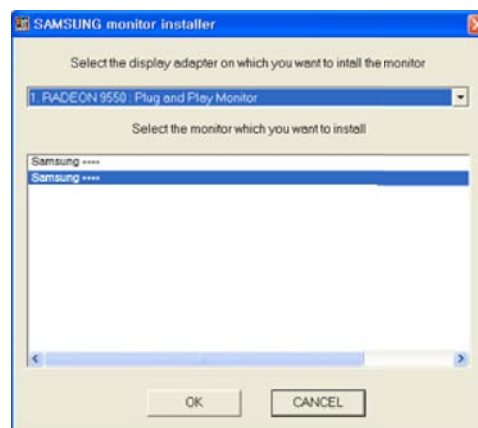 SAMSUNG monitor installer
Select the display adapter on which you want to intall the monitor
1. RADEON 9550 : Plug and Play Monitor
Select the monitor which you want to install
Samsung ****
Samsung ****
OK
CANCEL